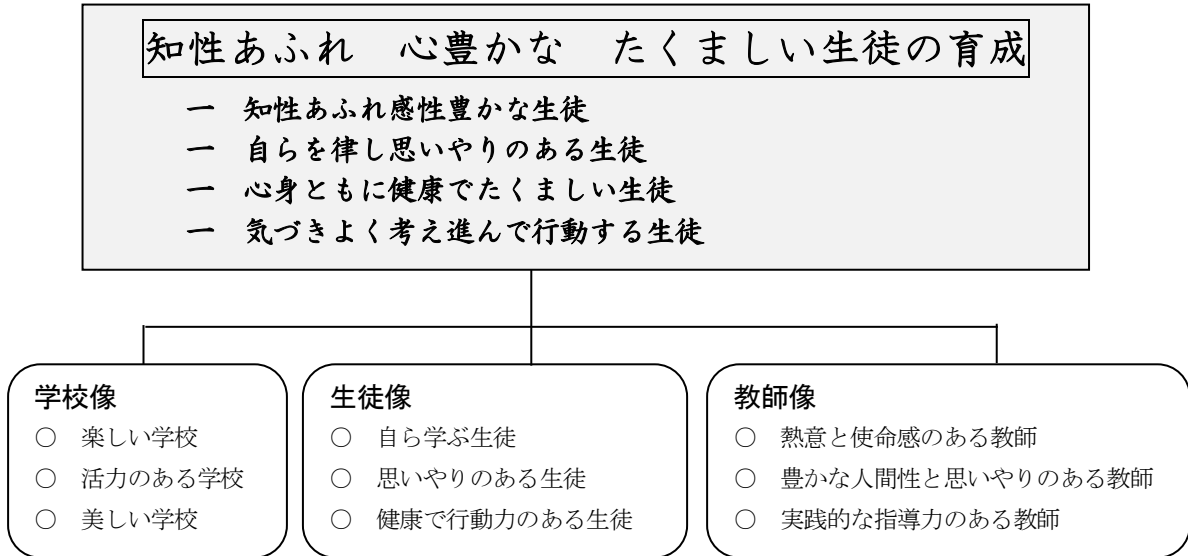 知性あふれ　心豊かな　たくましい生徒の育成
一　知性あふれ感性豊かな生徒
一　自らを律し思いやりのある生徒
一　心身ともに健康でたくましい生徒
一　気づきよく考え進んで行動する生徒
学校像
○　楽しい学校
○　活力のある学校
○　美しい学校
生徒像
○　自ら学ぶ生徒
○　思いやりのある生徒
○　健康で行動力のある生徒
教師像
○　熱意と使命感のある教師
○　豊かな人間性と思いやりのある教師
○　実践的な指導力のある教師